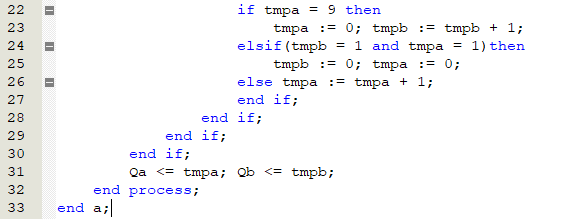 22 if tmpa = 9 then
23 tmpa := 0; tmpb := tmpb + 1;
24 elsif(tmpb = 1 and tmpa = 1)then
25 tmpb := 0; tmpa := 0;
26 else tmpa := tmpa + 1;
27 end if;
28 end if;
29 end if;
30 end if;
31 Qa <= tmpa; Qb <= tmpb;
32 end process;
33 end a;